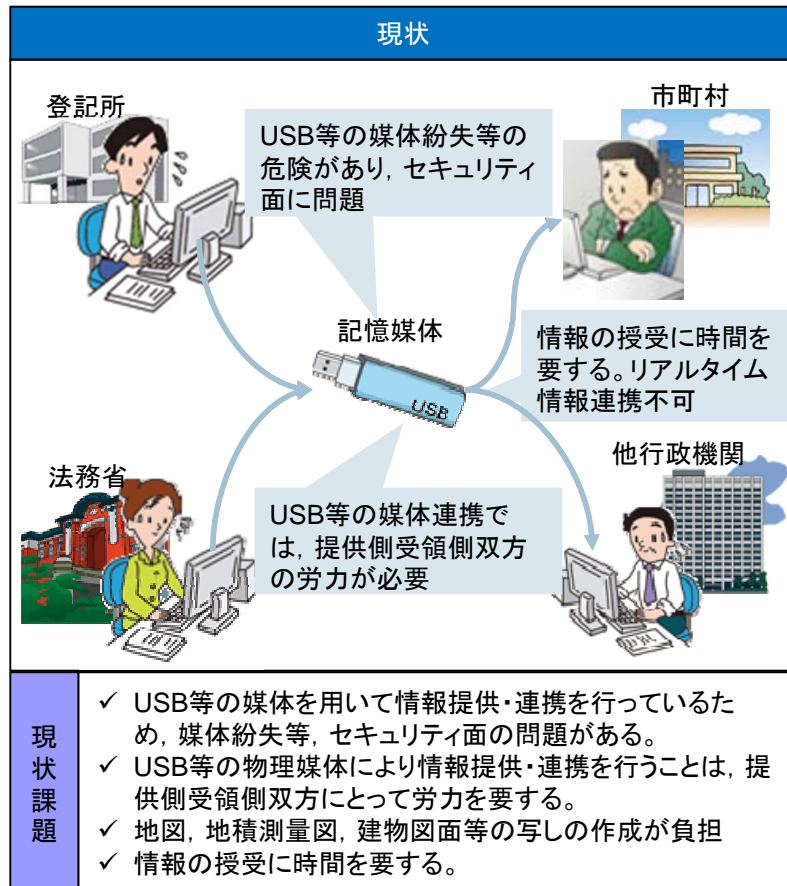 現状
登記所
市町村
USB等の媒体紛失等の
危険があり，セキュリティ
面に問題
記憶媒体
USB
情報の授受に時間を
要する。リアルタイム
情報連携不可
法務省
他行政機関
USB等の媒体連携で
は，提供側受領側双方
の労力が必要
現状課題
✓ USB等の媒体を用いて情報提供・連携を行っているた
め，媒体紛失等，セキュリティ面の問題がある。
✓ USB等の物理媒体により情報提供・連携を行うことは，提
供側受領側双方にとって労力を要する。
✓ 地図，地積測量図，建物図面等の写しの作成が負担
✓ 情報の授受に時間を要する。